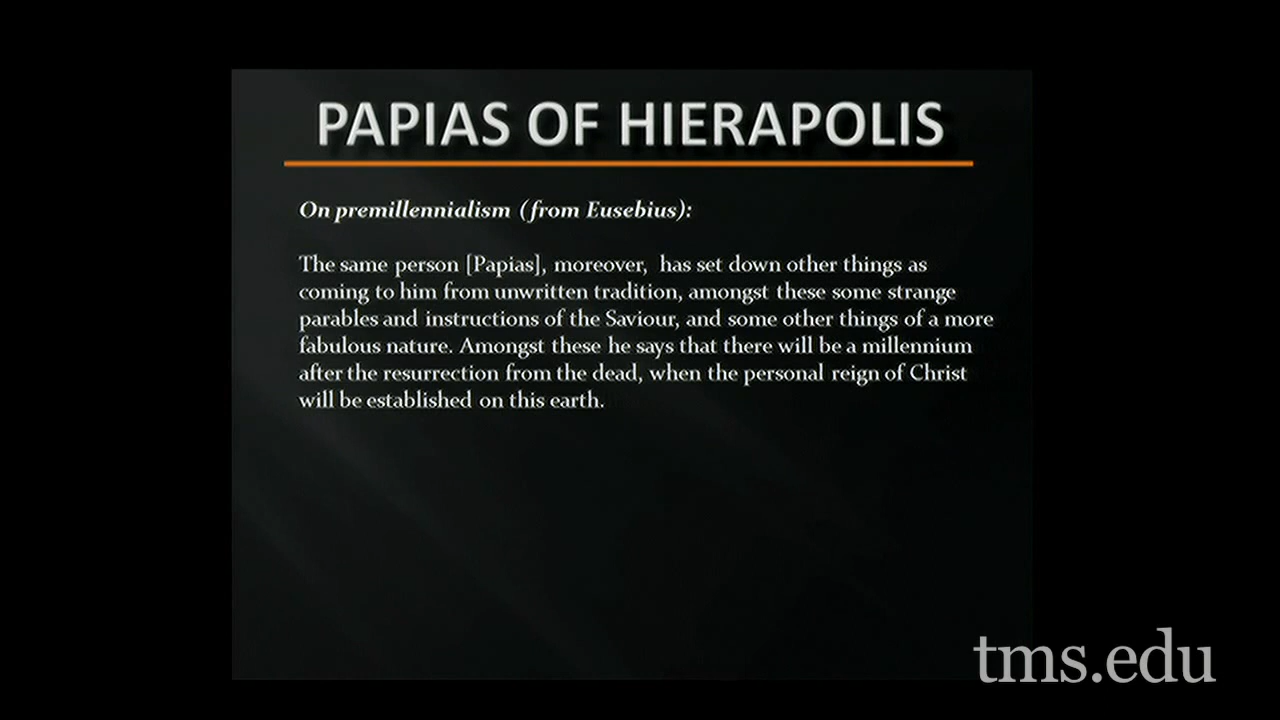 PAPIAS OF HIERAPOLIS
On premillennialism (from Eusebius):
The same person [Papias], moreover, has set down other things as
coming to him from unwritten tradition, amongst these some strange
parables and instructions of the Saviour, and some other things of a more
fabulous nature. Amongst these he says that there will be a millennium
after the resurrection from the dead, when the personal reign of Christ
will be established on this earth.
tms.edu